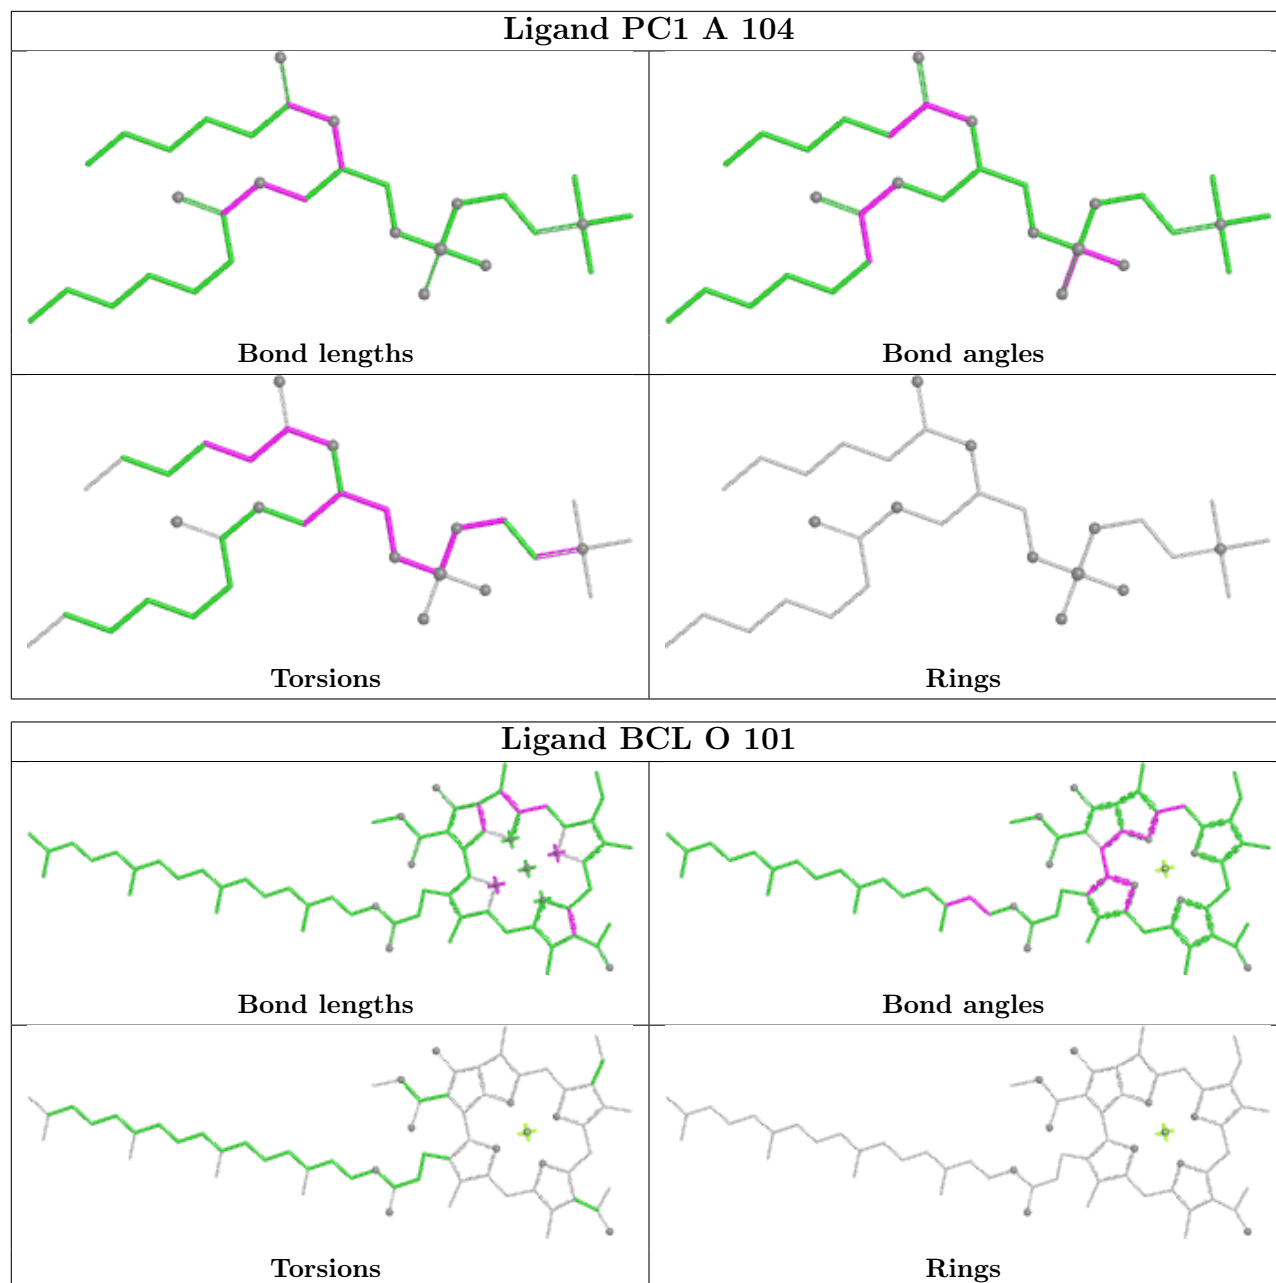 Ligand PC1 A 104
Bond lengths
Bond angles
Torsions
Rings
Ligand BCL O 101
Bond lengths
Bond angles
Torsions
Rings